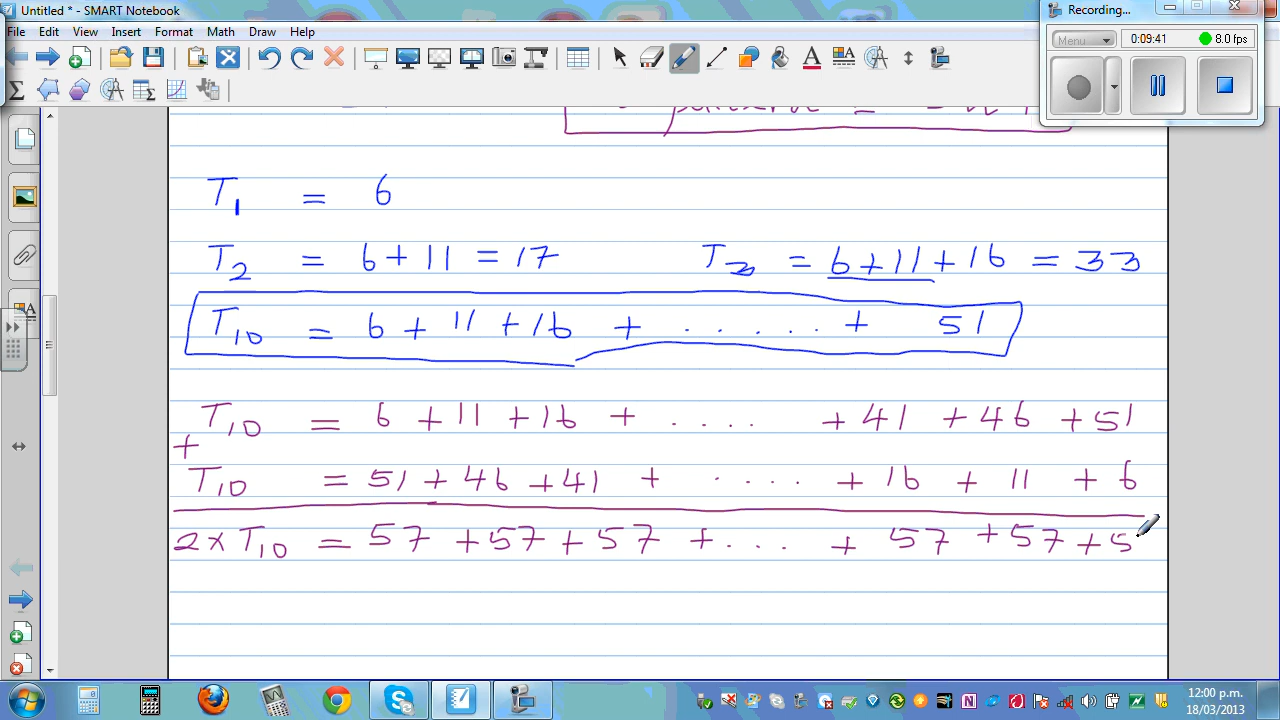 Untitled * - SMART Notebook
Recording...
File Edit View Insert Format Math Draw Help
Menu
0:09:41
8.0 fps
T1 = 6
T2 = 6 + 11 = 17 T3 = 6 + 11 + 16 = 33
T10 = 6 + 11 + 16 + ..... + 51
T10 = 6 + 11 + 16 + .... + 41 + 46 + 51
+
T10 = 51 + 46 + 41 + .... + 16 + 11 + 6
2 x T10 = 57 + 57 + 57 + ... + 57 + 57 + 5
12:00 p.m.
18/03/2013